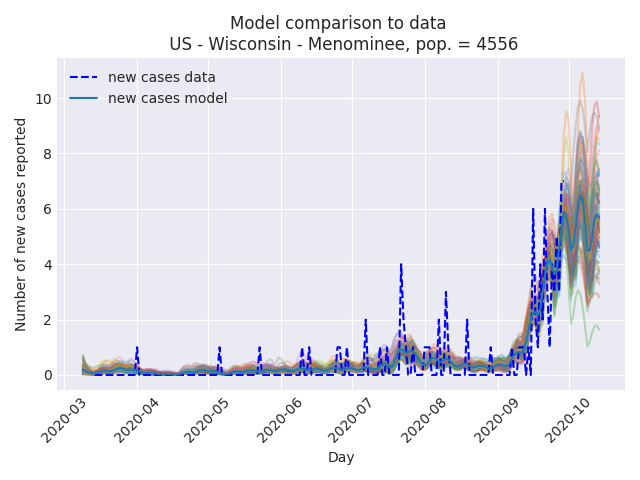 Model comparison to data
US - Wisconsin - Menominee, pop. = 4556
new cases data
new cases model
Number of new cases reported
10
8
6
4
2
0
2020-03
2020-04
2020-05
2020-06
2020-07
2020-08
2020-09
2020-10
Day